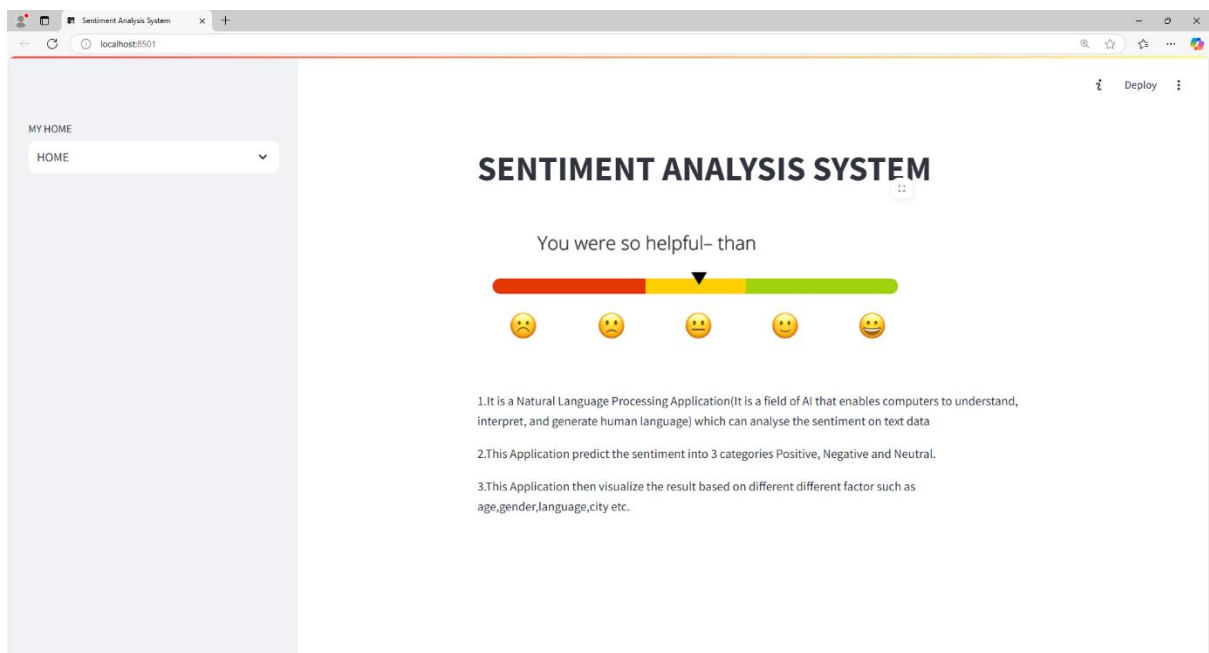 Sentiment Analysis System
localhost:8501
Deploy
MY HOME
HOME
SENTIMENT ANALYSIS SYSTEM
You were so helpful– than
1.It is a Natural Language Processing Application(It is a field of AI that enables computers to understand,
interpret, and generate human language) which can analyse the sentiment on text data
2.This Application predict the sentiment into 3 categories Positive, Negative and Neutral.
3.This Application then visualize the result based on different different factor such as
age,gender,language,city etc.